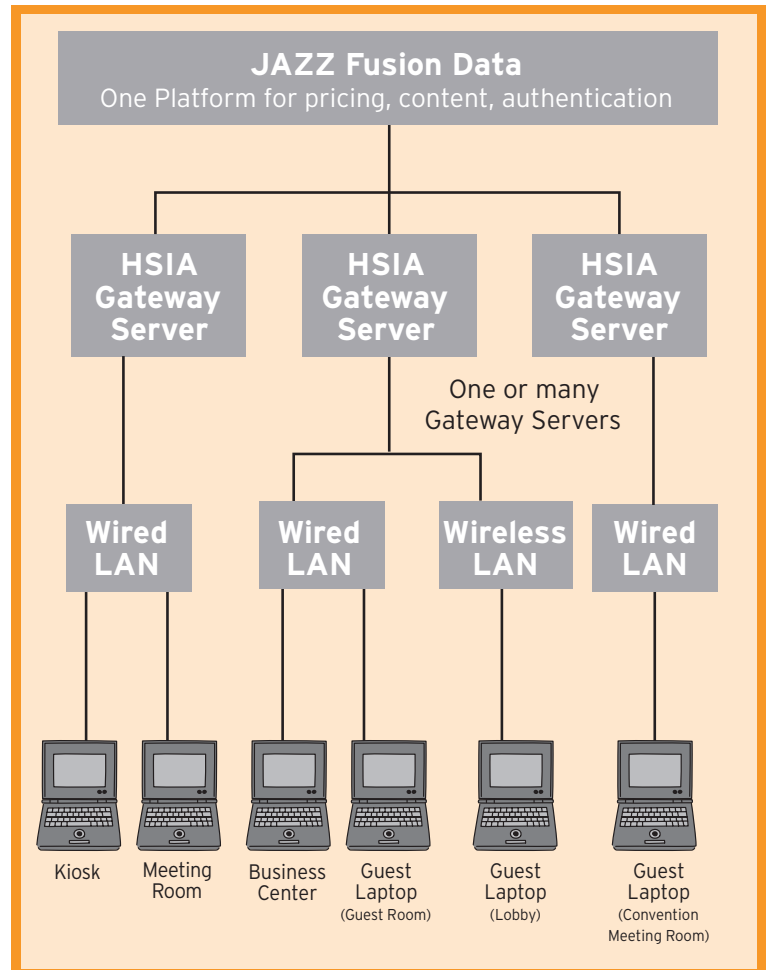 JAZZ Fusion Data
One Platform for pricing, content, authentication
HSIA
Gateway
Server
HSIA
Gateway
Server
HSIA
Gateway
Server
One or many
Gateway Servers
Wired
LAN
Wired
LAN
Wireless
LAN
Wired
LAN
Kiosk
Meeting
Room
Business
Center
Guest
Laptop
(Guest Room)
Guest
Laptop
(Lobby)
Guest
Laptop
(Convention
Meeting Room)